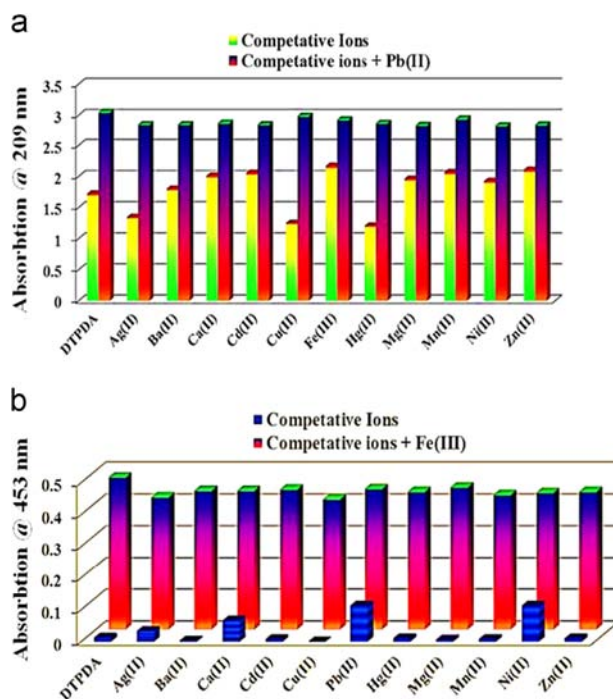 a
Competative Ions
Competative ions + Pb(II)
Absorbtion @ 209 nm
3.5
3
2.5
2
1.5
1
0.5
0
DTPDA
Ag(II)
Ba(II)
Ca(II)
Cd(II)
Cu(II)
Fe(III)
Hg(II)
Mg(II)
Mn(II)
Ni(II)
Zn(II)
b
Competative Ions
Competative ions + Fe(III)
Absorbtion @ 453 nm
0.5
0.4
0.3
0.2
0.1
0
DTPDA
Ag(II)
Ba(II)
Ca(II)
Cd(II)
Cu(II)
Pb(II)
Hg(II)
Mg(II)
Mn(II)
Ni(II)
Zn(II)